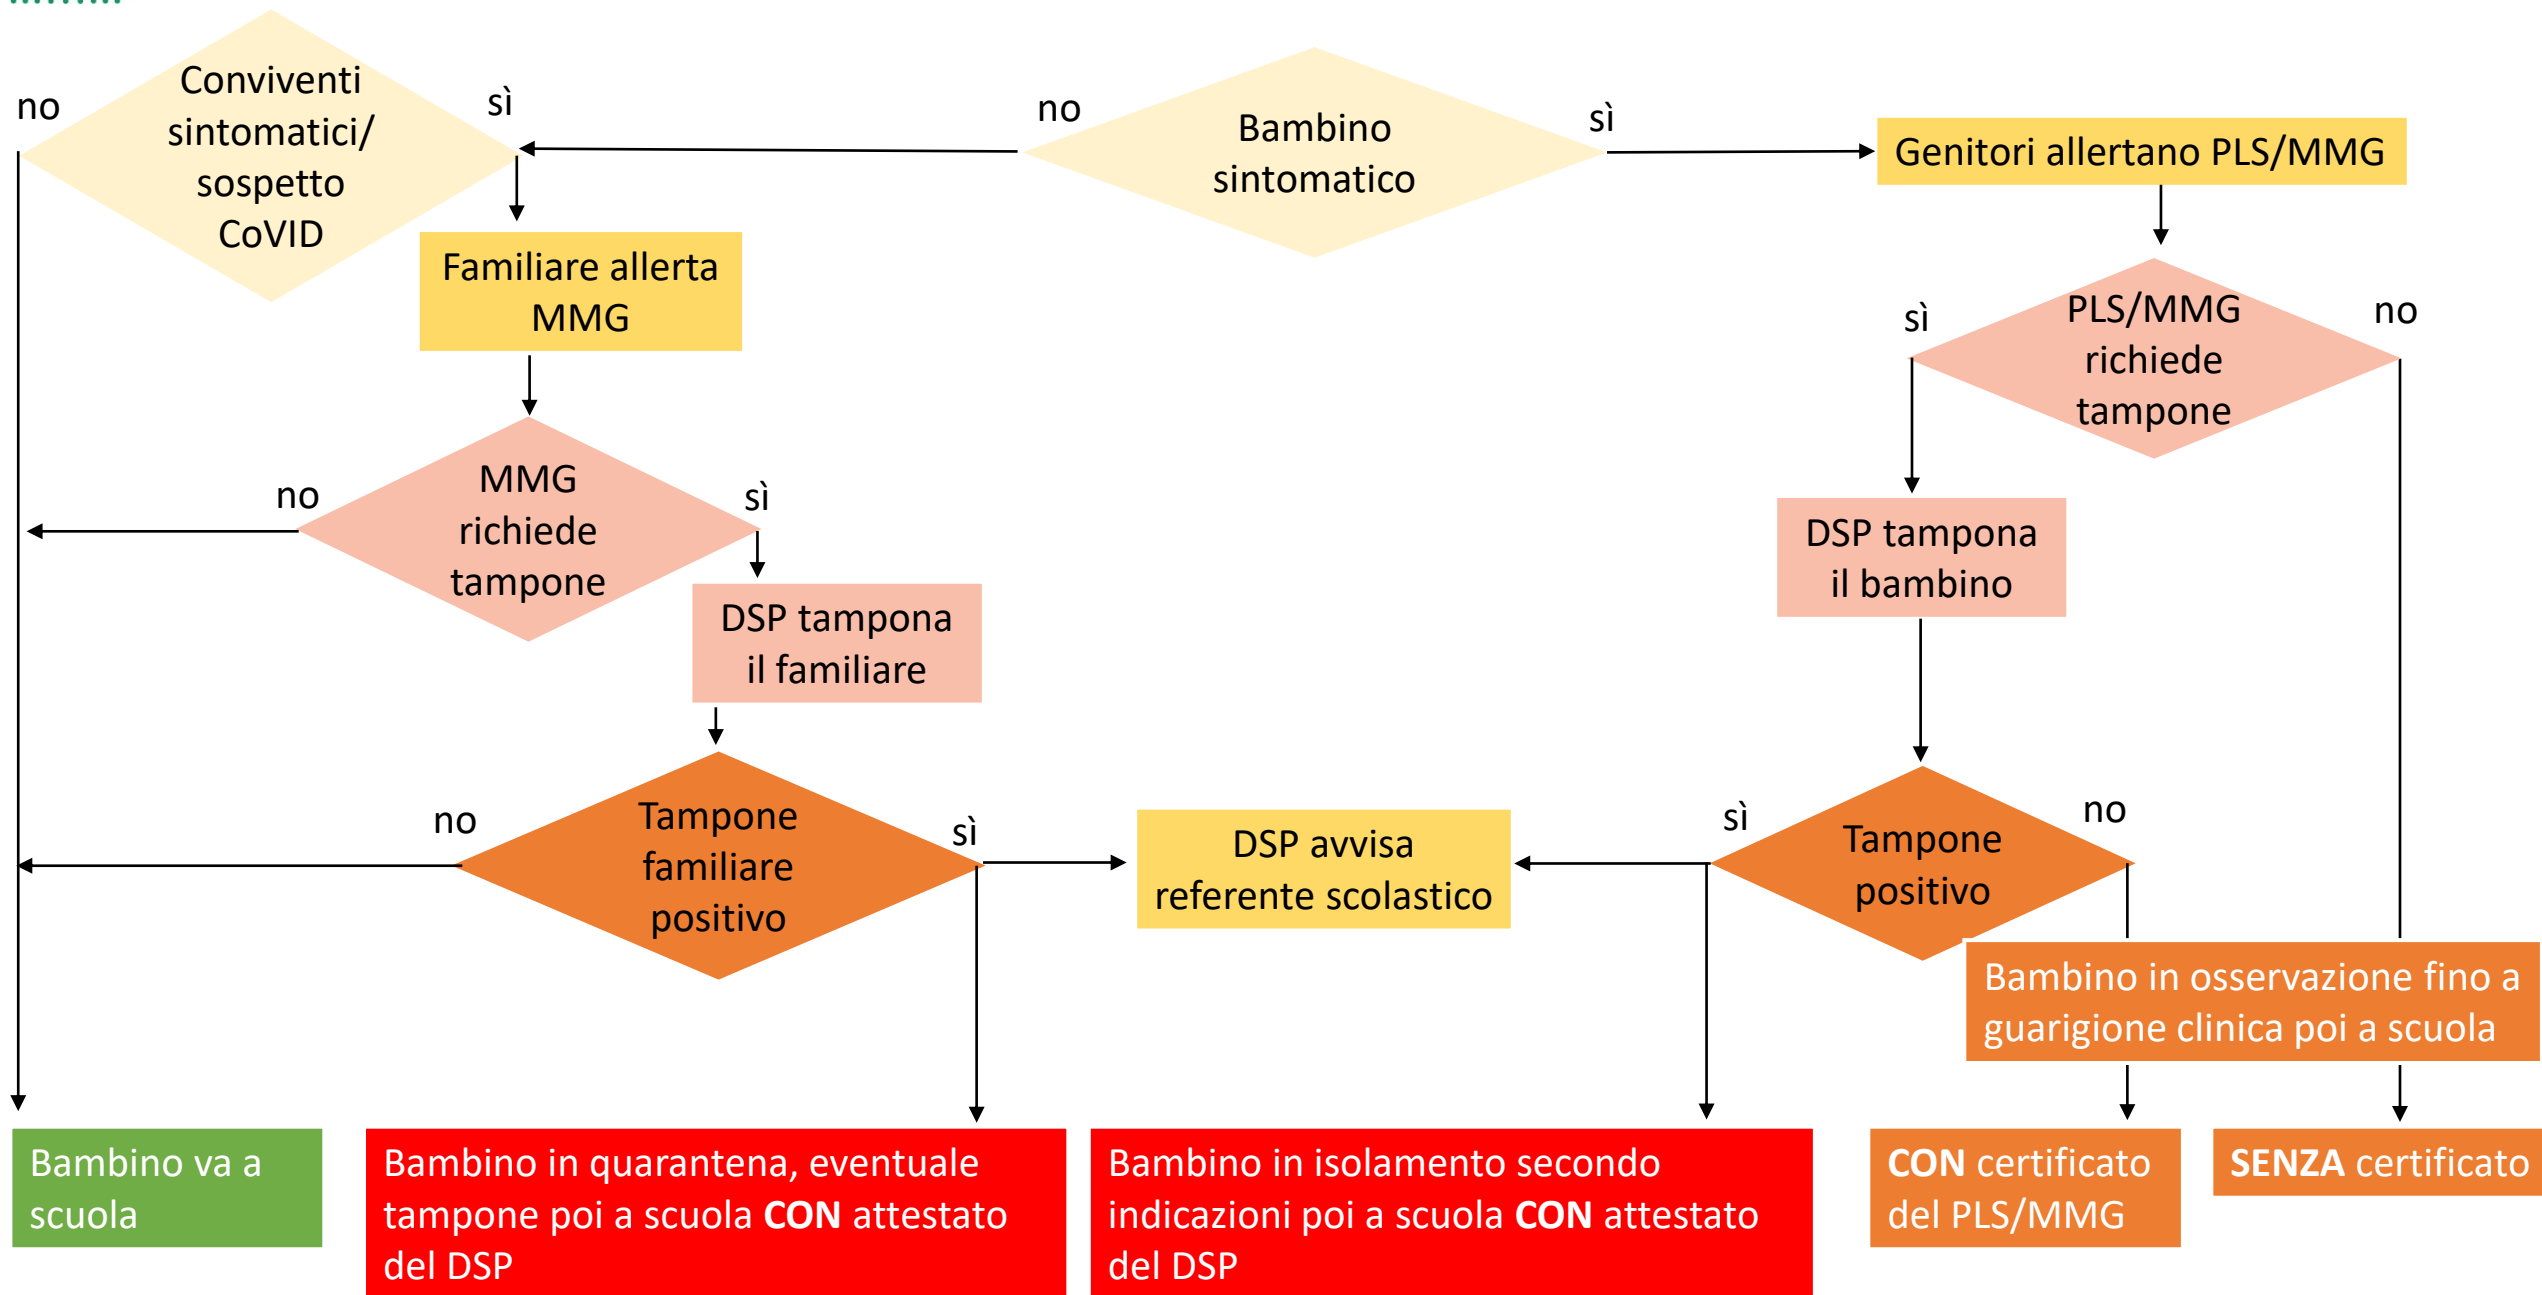 Conviventi
sintomatici/
sospetto
CoVID
no
sì
no
Bambino
sintomatico
sì
Genitori allertano PLS/MMG
Familiare allerta
MMG
sì
PLS/MMG
richiede
tampone
no
no
MMG
richiede
tampone
sì
DSP tampona
il familiare
DSP tampona
il bambino
no
Tampone
familiare
positivo
sì
DSP avvisa
referente scolastico
sì
Tampone
positivo
no
Bambino in osservazione fino a
guarigione clinica poi a scuola
Bambino va a
scuola
Bambino in quarantena, eventuale
tampone poi a scuola CON attestato
del DSP
Bambino in isolamento secondo
indicazioni poi a scuola CON attestato
del DSP
CON certificato
del PLS/MMG
SENZA certificato